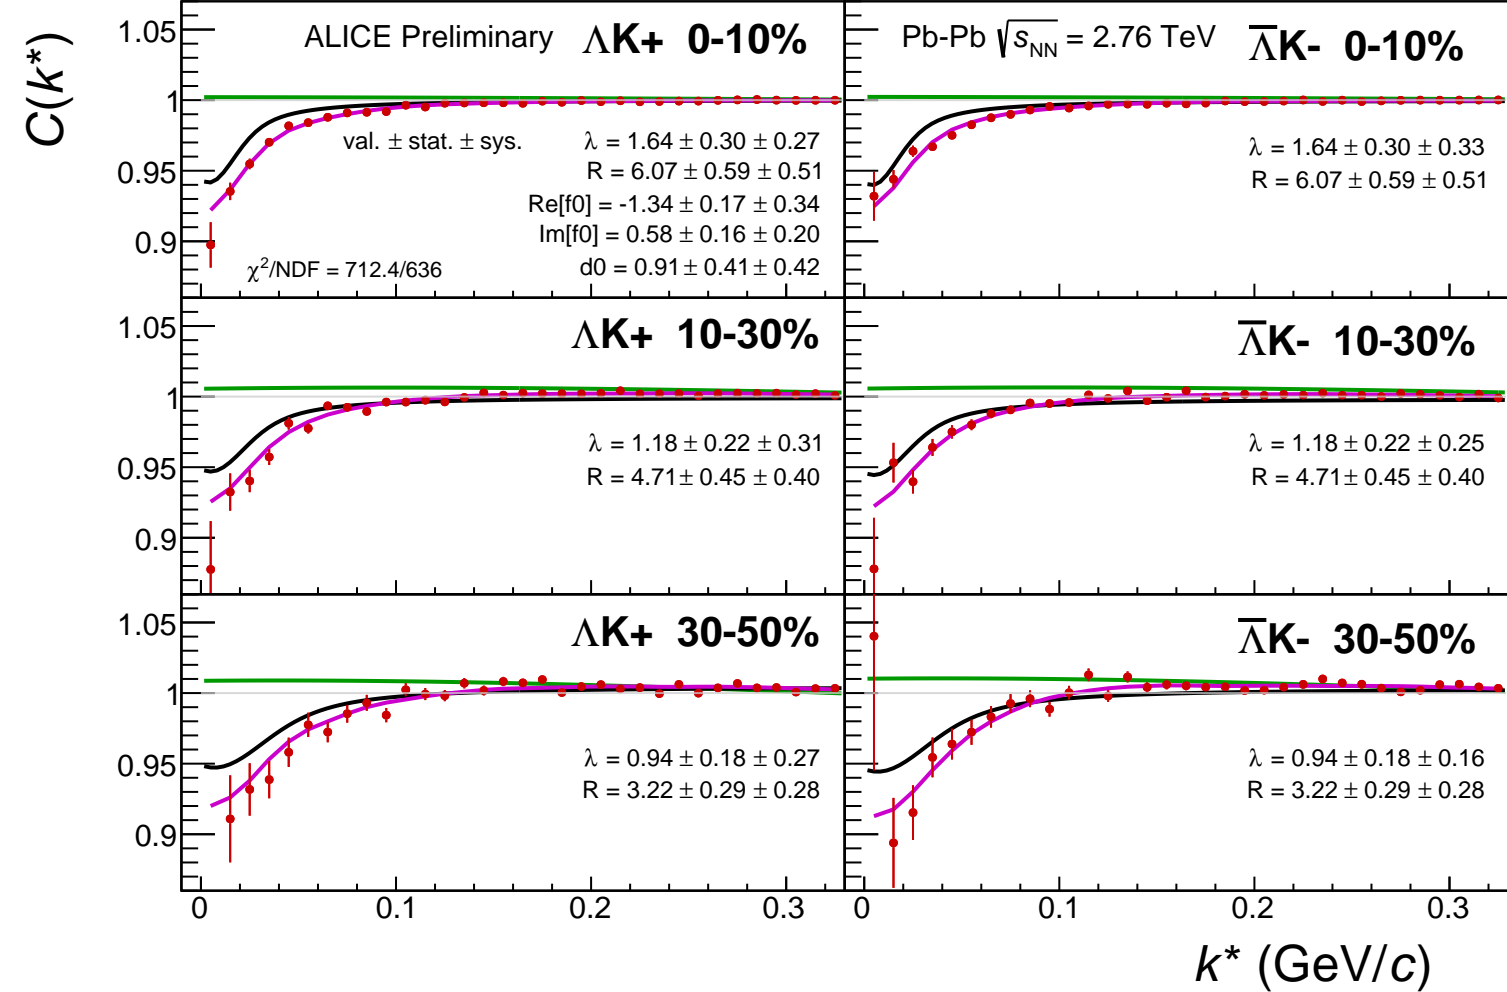 C(k*)
ALICE Preliminary ΛK+ 0-10%
1.05
1
0.95
0.9
val. ± stat. ± sys.
λ = 1.64 ± 0.30 ± 0.27
R = 6.07 ± 0.59 ± 0.51
Re[f0] = -1.34 ± 0.17 ± 0.34
Im[f0] = 0.58 ± 0.16 ± 0.20
d0 = 0.91 ± 0.41 ± 0.42
χ²/NDF = 712.4/636
Pb-Pb √s_NN = 2.76 TeV Λ̅K- 0-10%
λ = 1.64 ± 0.30 ± 0.33
R = 6.07 ± 0.59 ± 0.51
ΛK+ 10-30%
1.05
1
0.95
0.9
λ = 1.18 ± 0.22 ± 0.31
R = 4.71 ± 0.45 ± 0.40
Λ̅K- 10-30%
λ = 1.18 ± 0.22 ± 0.25
R = 4.71 ± 0.45 ± 0.40
ΛK+ 30-50%
1.05
1
0.95
0.9
λ = 0.94 ± 0.18 ± 0.27
R = 3.22 ± 0.29 ± 0.28
Λ̅K- 30-50%
λ = 0.94 ± 0.18 ± 0.16
R = 3.22 ± 0.29 ± 0.28
0 0.1 0.2 0.3
0 0.1 0.2 0.3
k* (GeV/c)